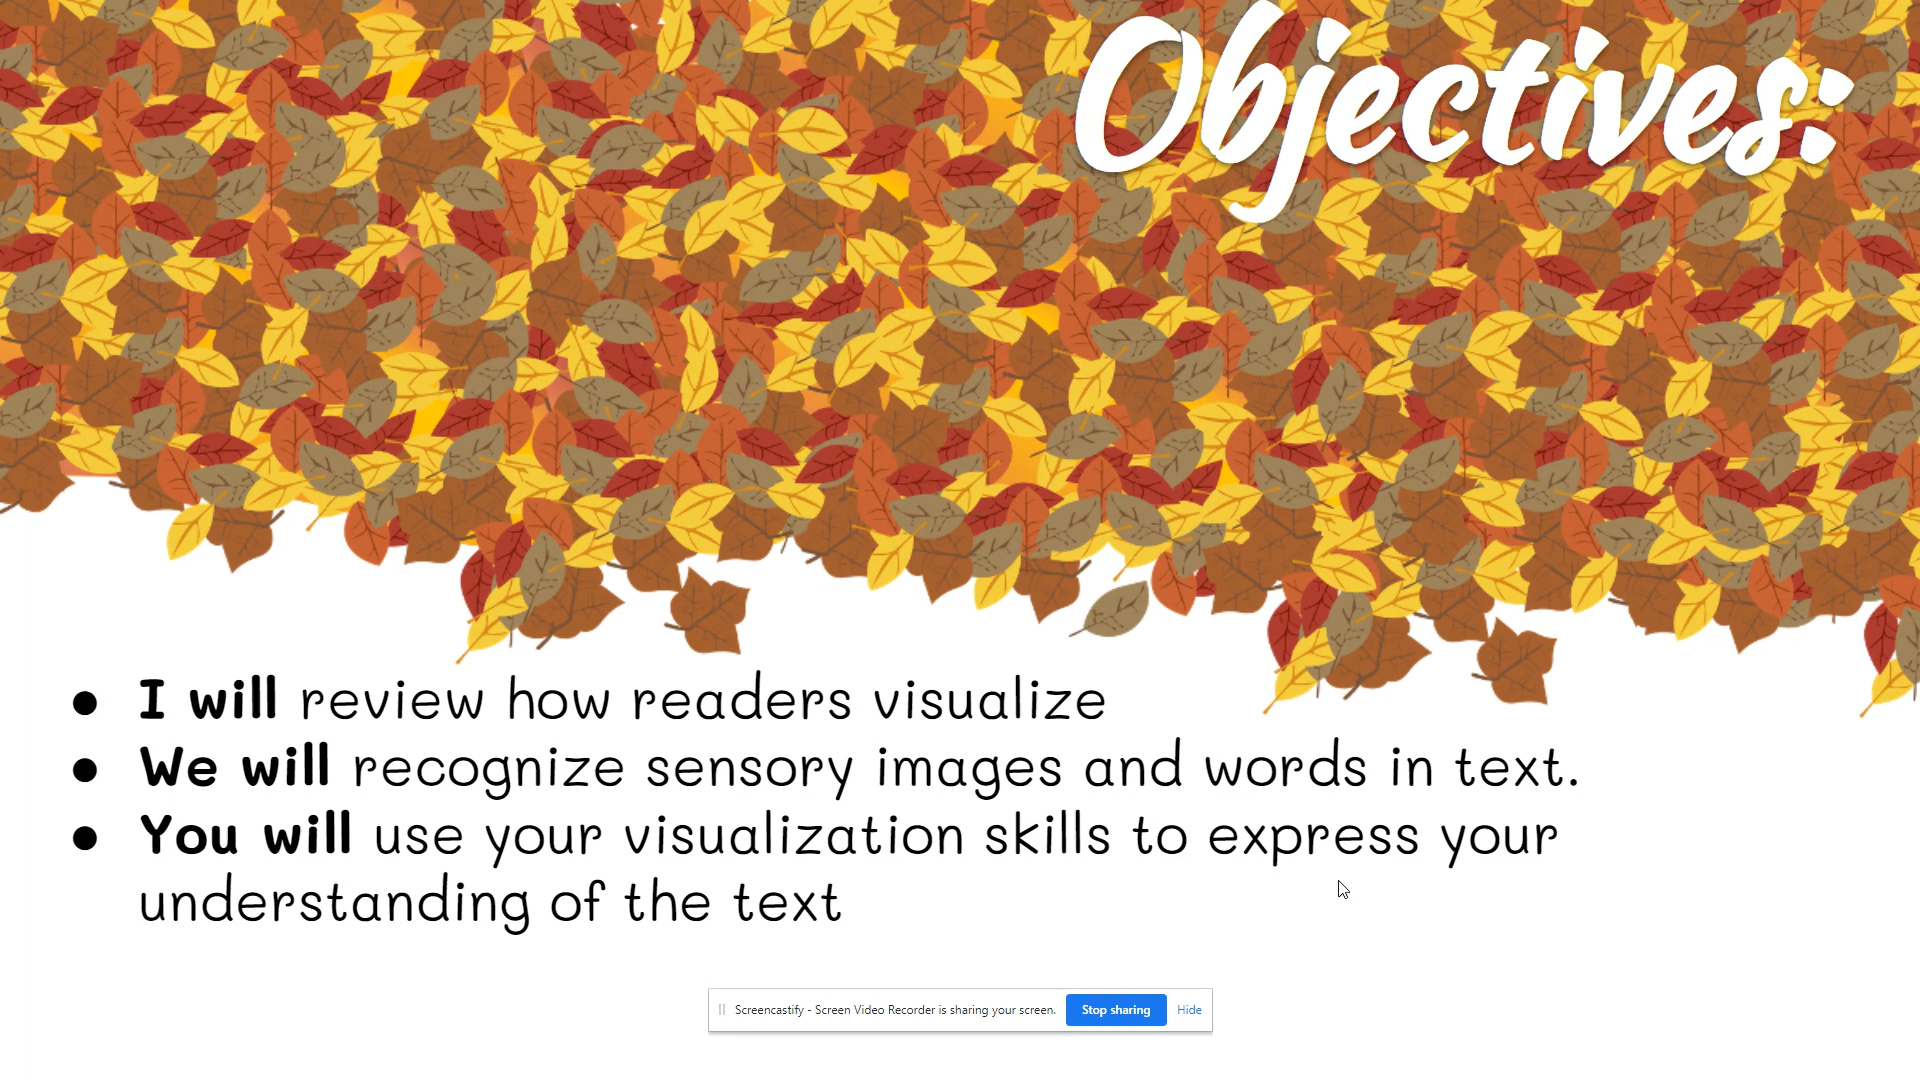 Objectives:
● I will review how readers visualize
● We will recognize sensory images and words in text.
● You will use your visualization skills to express your
understanding of the text
Screencastify - Screen Video Recorder is sharing your screen. Stop sharing Hide